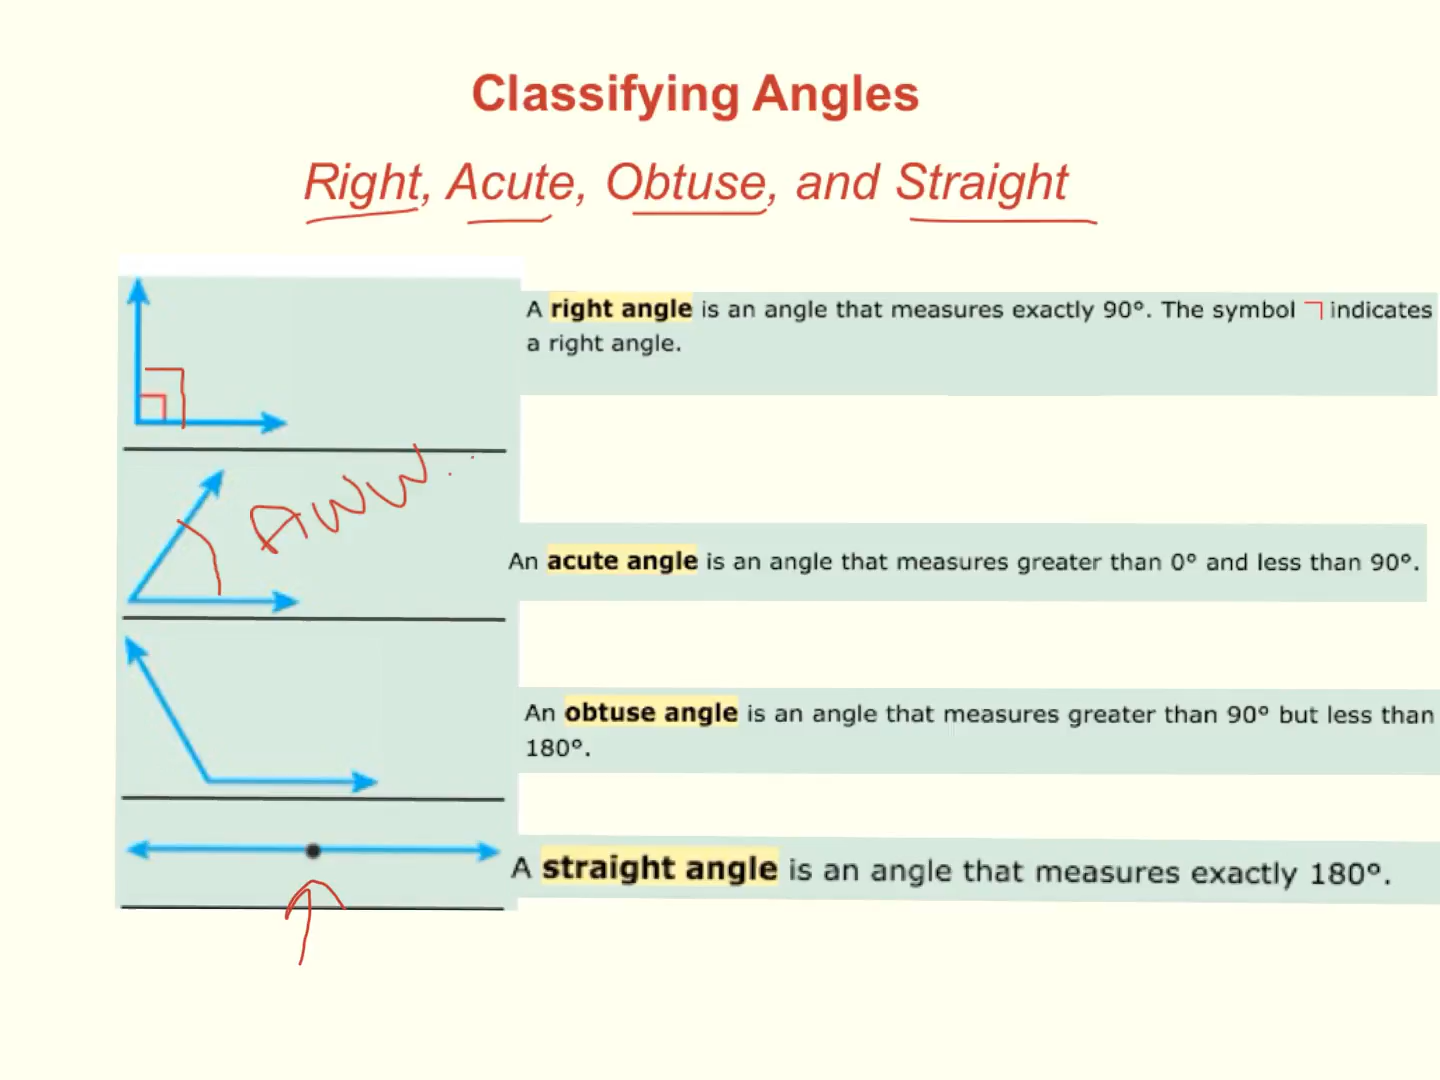 Classifying Angles
Right, Acute, Obtuse, and Straight
A right angle is an angle that measures exactly 90°. The symbol ㄱ indicates
a right angle.
AWW..
An acute angle is an angle that measures greater than 0° and less than 90°.
An obtuse angle is an angle that measures greater than 90° but less than
180°.
A straight angle is an angle that measures exactly 180°.